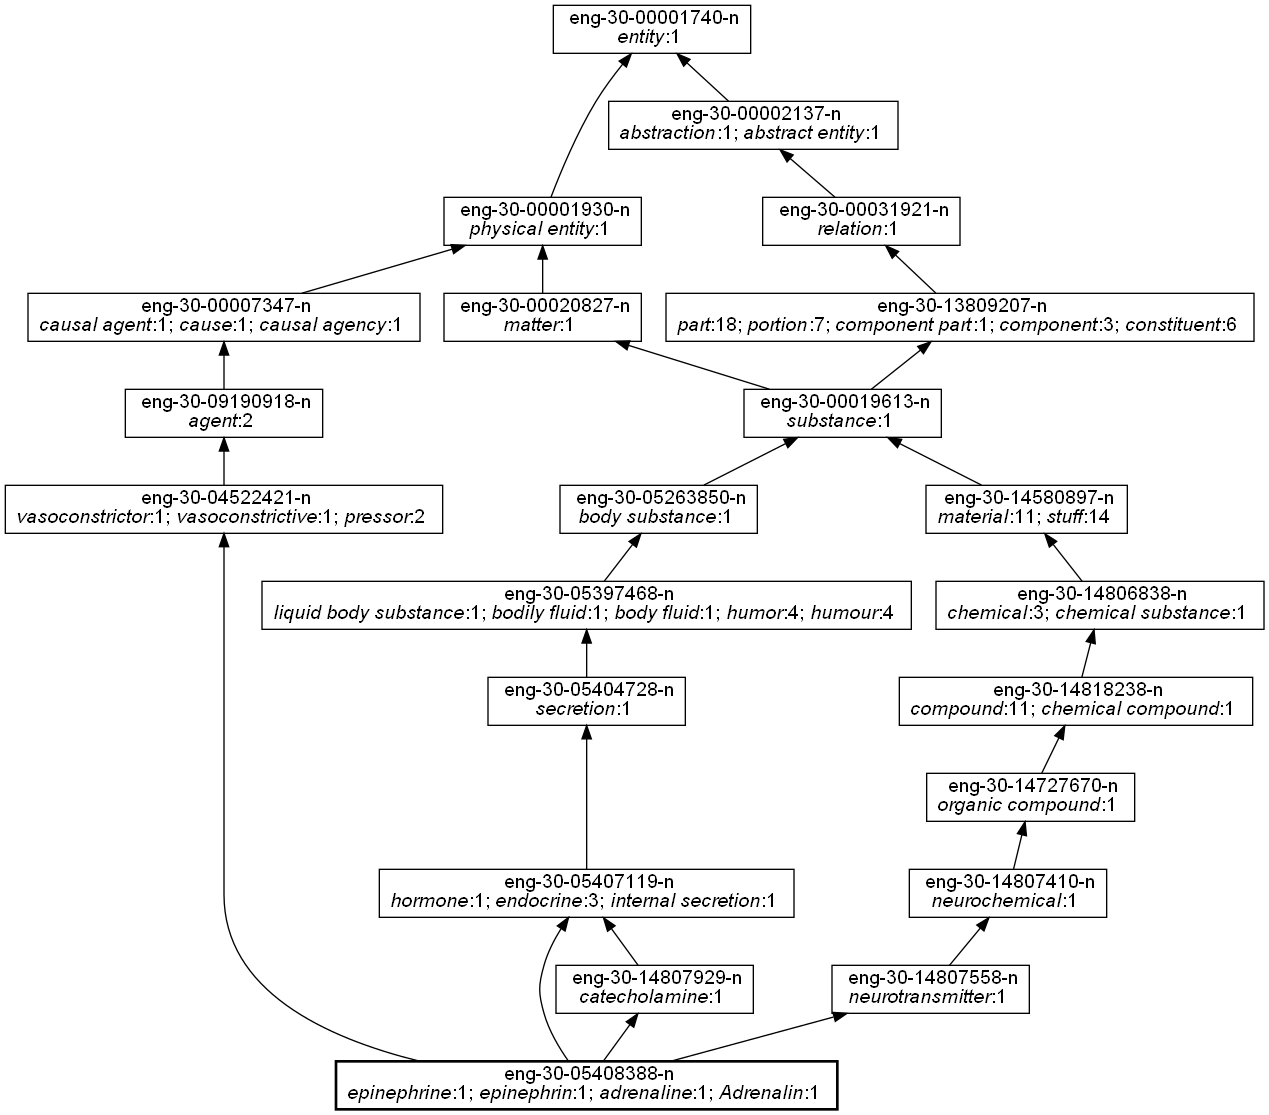 eng-30-00001740-n
entity:1
eng-30-00002137-n
abstraction:1; abstract entity:1
eng-30-00001930-n
physical entity:1
eng-30-00031921-n
relation:1
eng-30-00007347-n
causal agent:1; cause:1; causal agency:1
eng-30-00020827-n
matter:1
eng-30-13809207-n
part:18; portion:7; component part:1; component:3; constituent:6
eng-30-09190918-n
agent:2
eng-30-00019613-n
substance:1
eng-30-04522421-n
vasoconstrictor:1; vasoconstrictive:1; pressor:2
eng-30-05263850-n
body substance:1
eng-30-14580897-n
material:11; stuff:14
eng-30-05397468-n
liquid body substance:1; bodily fluid:1; body fluid:1; humor:4; humour:4
eng-30-14806838-n
chemical:3; chemical substance:1
eng-30-05404728-n
secretion:1
eng-30-14818238-n
compound:11; chemical compound:1
eng-30-14727670-n
organic compound:1
eng-30-05407119-n
hormone:1; endocrine:3; internal secretion:1
eng-30-14807410-n
neurochemical:1
eng-30-14807929-n
catecholamine:1
eng-30-14807558-n
neurotransmitter:1
eng-30-05408388-n
epinephrine:1; epinephrin:1; adrenaline:1; Adrenalin:1